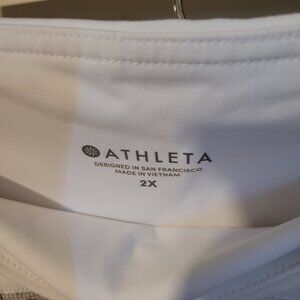 ATHLETA
DESIGNED IN SAN FRANCISCO
MADE IN VIETNAM
2X